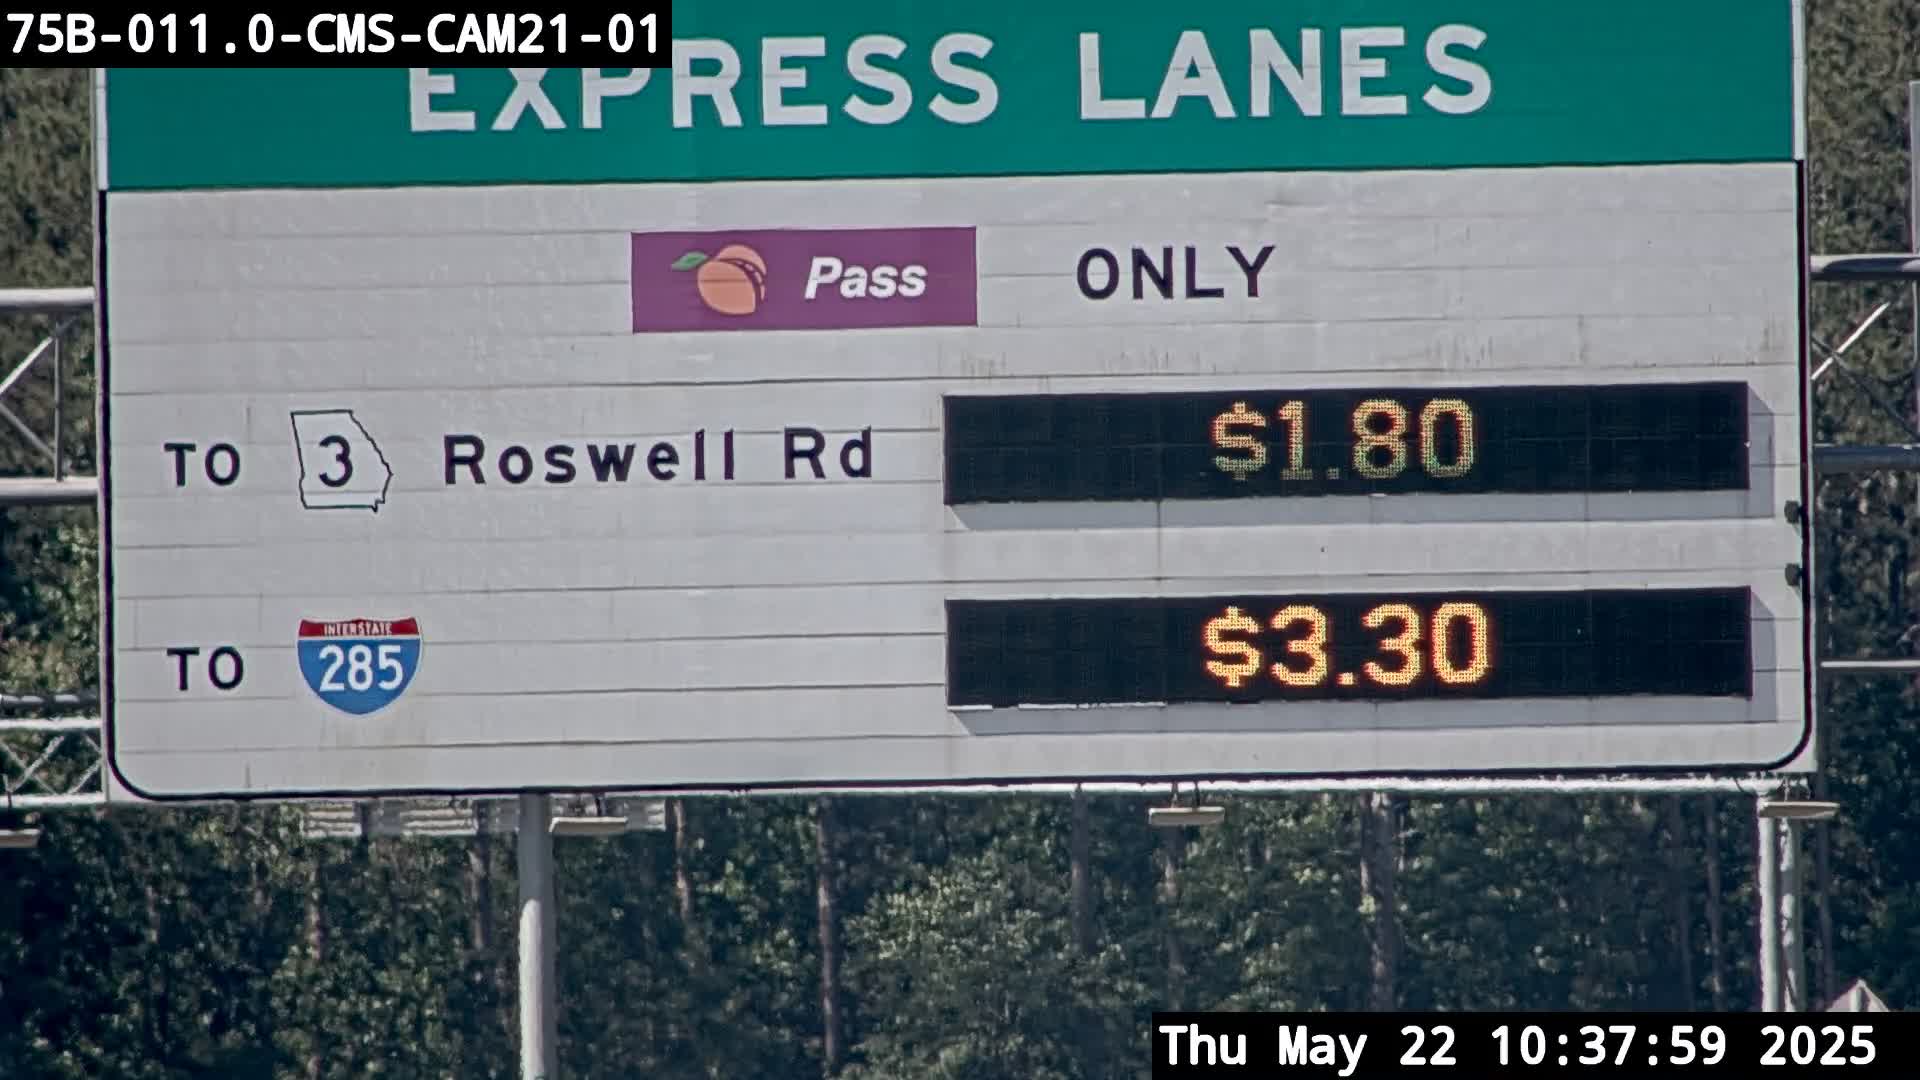 75B-011.0-CMS-CAM21-01
EXPRESS LANES
Pass ONLY
TO 3 Roswell Rd $1.80
INTERSTATE
TO 285 $3.30
Thu May 22 10:37:59 2025